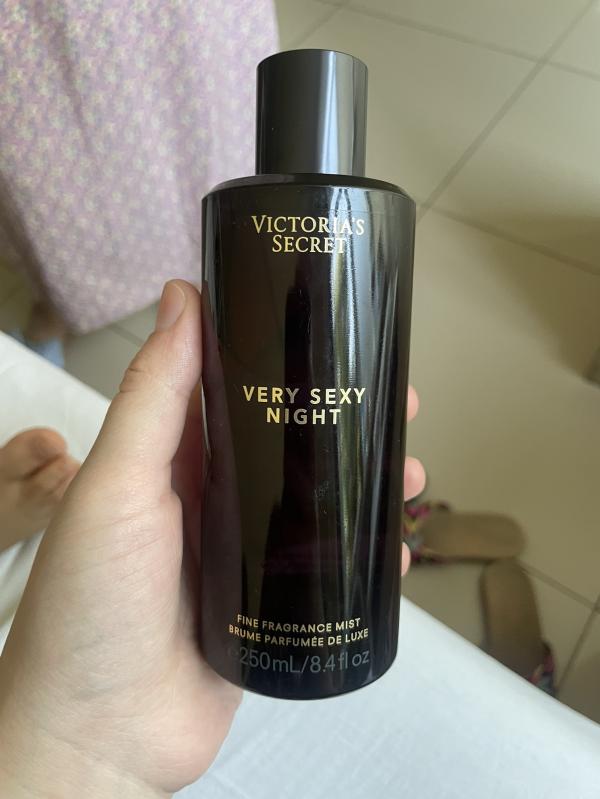 VICTORIA'S
SECRET
VERY SEXY
NIGHT
FINE FRAGRANCE MIST
BRUME PARFUMÉE DE LUXE
℮250mL/8.4 fl oz